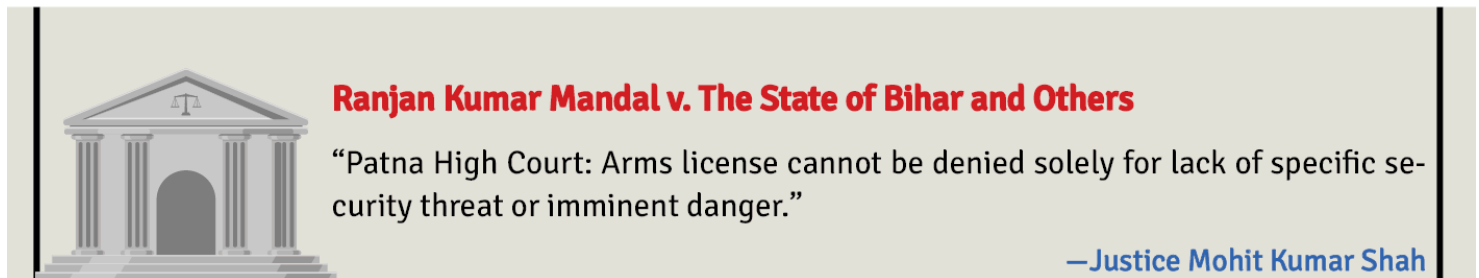 Ranjan Kumar Mandal v. The State of Bihar and Others
“Patna High Court: Arms license cannot be denied solely for lack of specific se-
curity threat or imminent danger.”
—Justice Mohit Kumar Shah